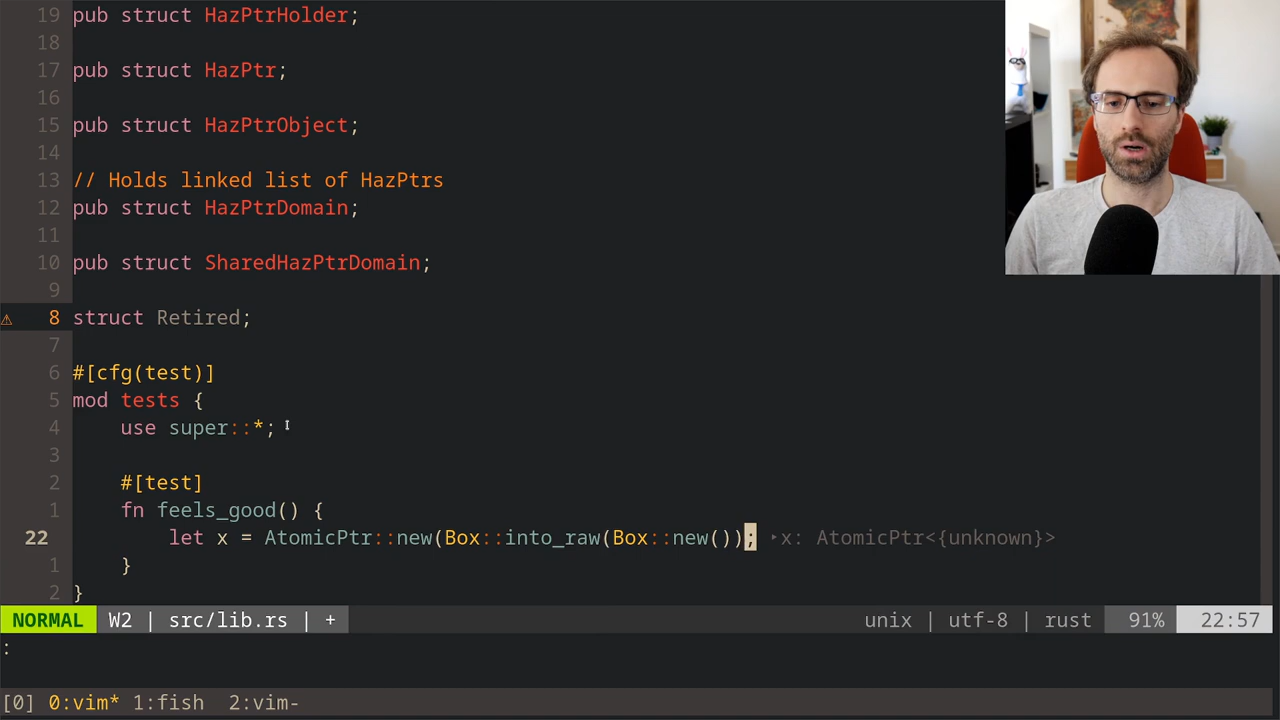 19 pub struct HazPtrHolder;
18
17 pub struct HazPtr;
16
15 pub struct HazPtrObject;
14
13 // Holds linked list of HazPtrs
12 pub struct HazPtrDomain;
11
10 pub struct SharedHazPtrDomain;
9
⚠ 8 struct Retired;
7
6 #[cfg(test)]
5 mod tests {
4 use super::*;
3
2 #[test]
1 fn feels_good() {
22 let x = AtomicPtr::new(Box::into_raw(Box::new()); ‣x: AtomicPtr<{unknown}>
1 }
2 }
NORMAL W2 | src/lib.rs | + unix | utf-8 | rust 91% 22:57
:
[0] 0:vim* 1:fish 2:vim-